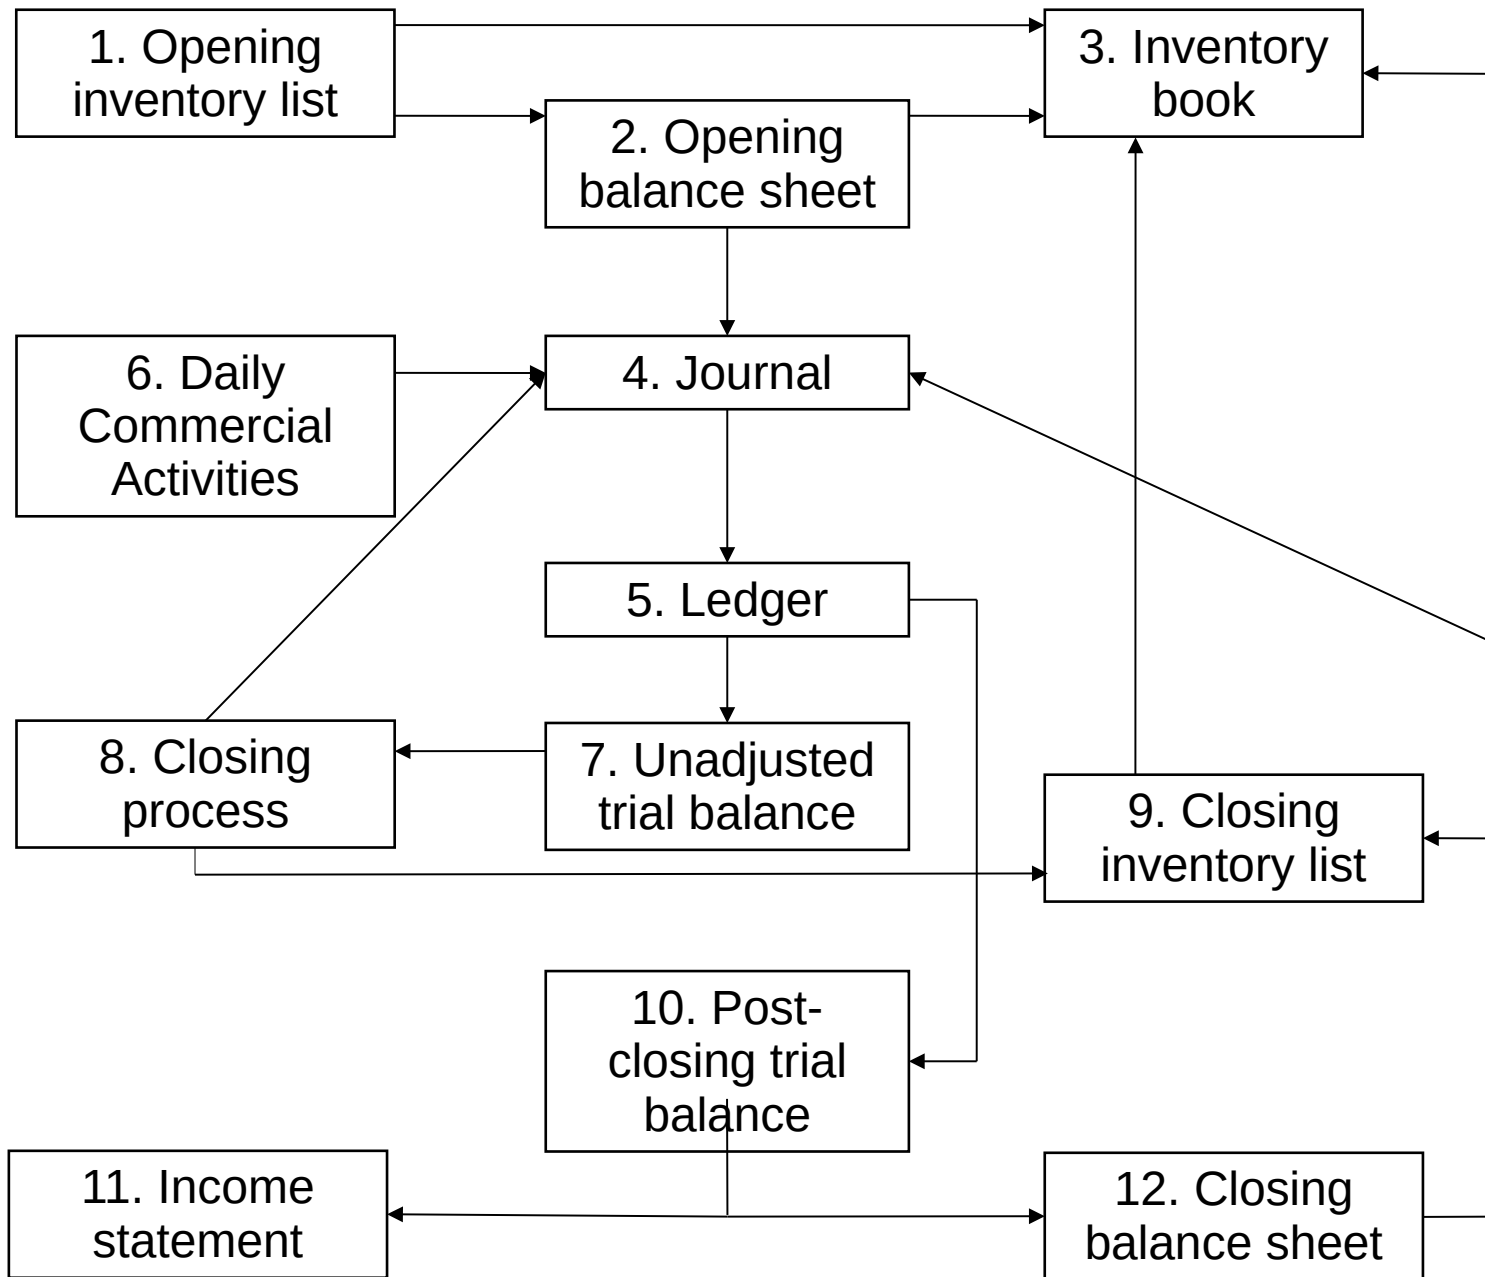 1. Opening
inventory list
3. Inventory
book
2. Opening
balance sheet
6. Daily
Commercial
Activities
4. Journal
5. Ledger
8. Closing
process
7. Unadjusted
trial balance
9. Closing
inventory list
10. Post-
closing trial
balance
11. Income
statement
12. Closing
balance sheet